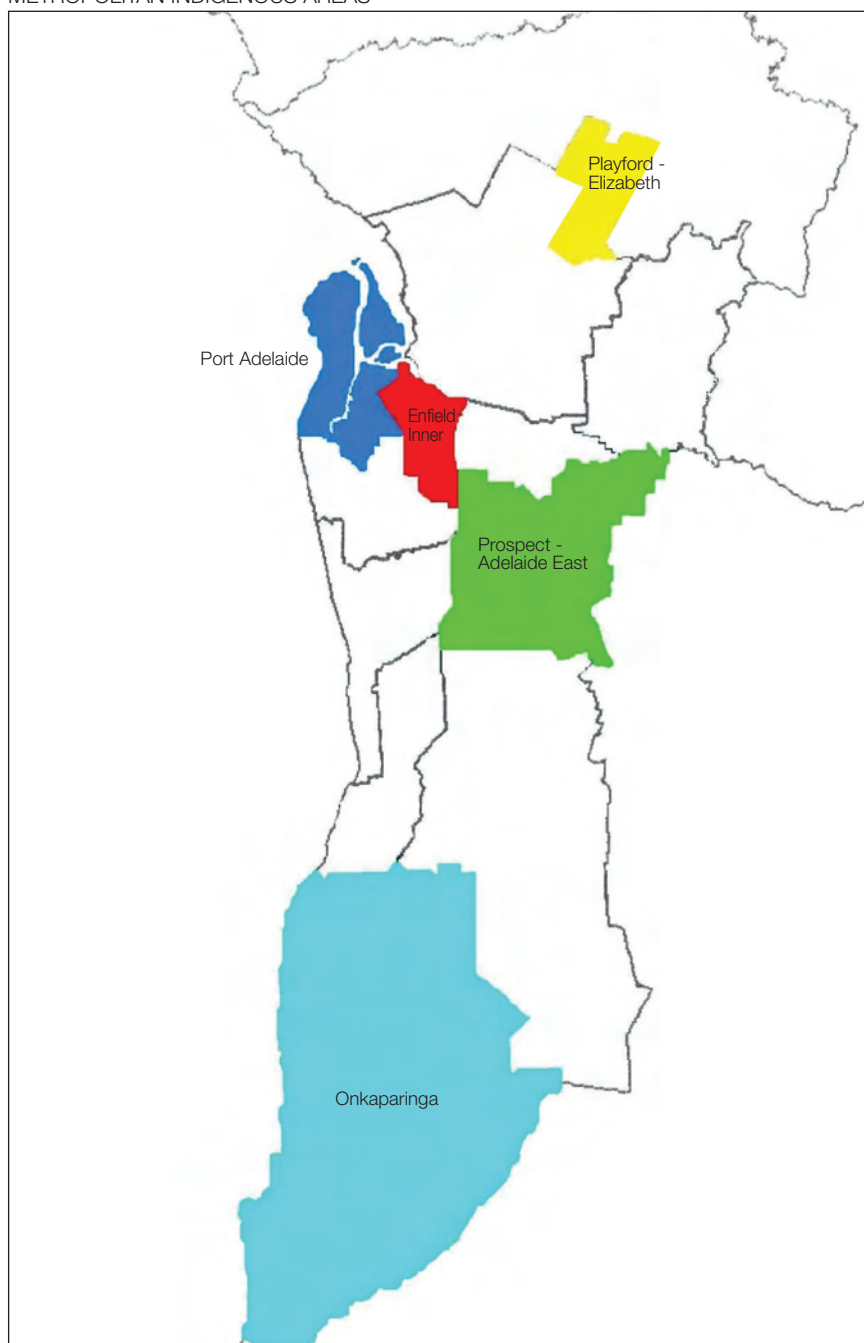 METROPOLITAN INDIGENOUS AREAS
Playford -
Elizabeth
Port Adelaide
Enfield
Inner
Prospect -
Adelaide East
Onkaparinga